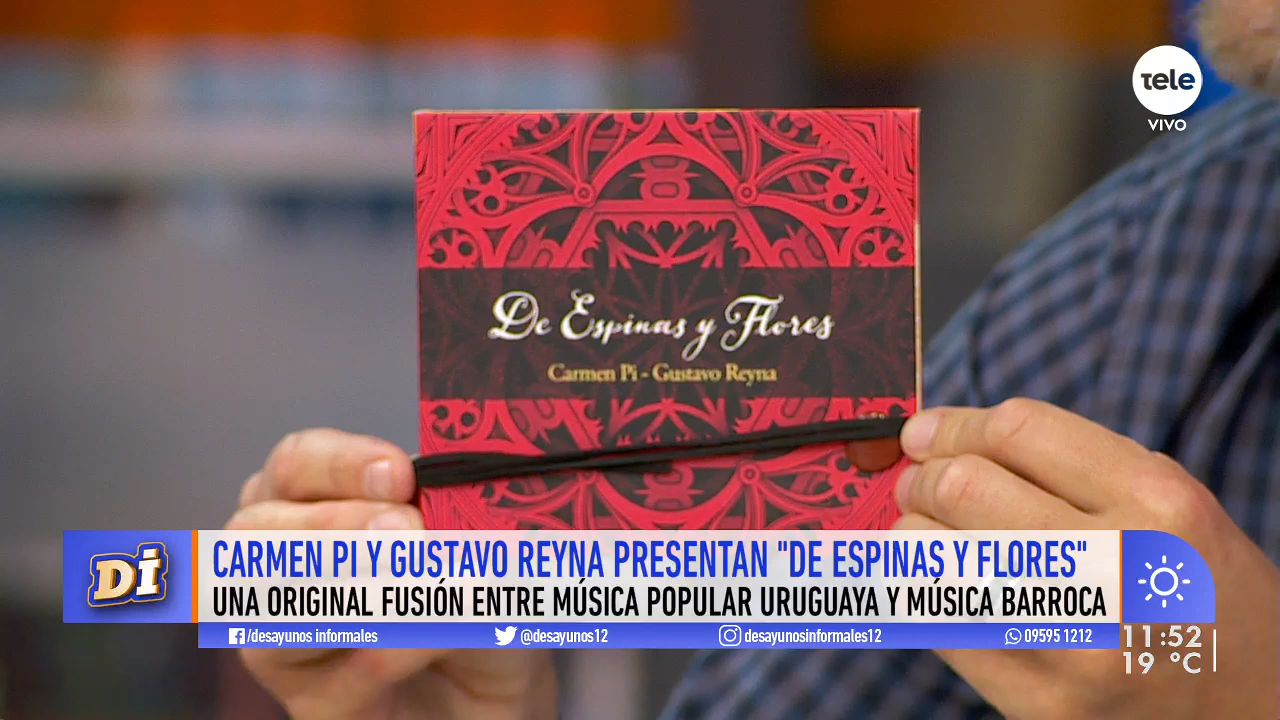 tele
VIVO
De Espinas y Flores
Carmen Pi - Gustavo Reyna
Di
CARMEN PI Y GUSTAVO REYNA PRESENTAN "DE ESPINAS Y FLORES"
UNA ORIGINAL FUSIÓN ENTRE MÚSICA POPULAR URUGUAYA Y MÚSICA BARROCA
/desayunos informales @desayunos12 desayunosinformales12 09595 1212
11:52
19 °C